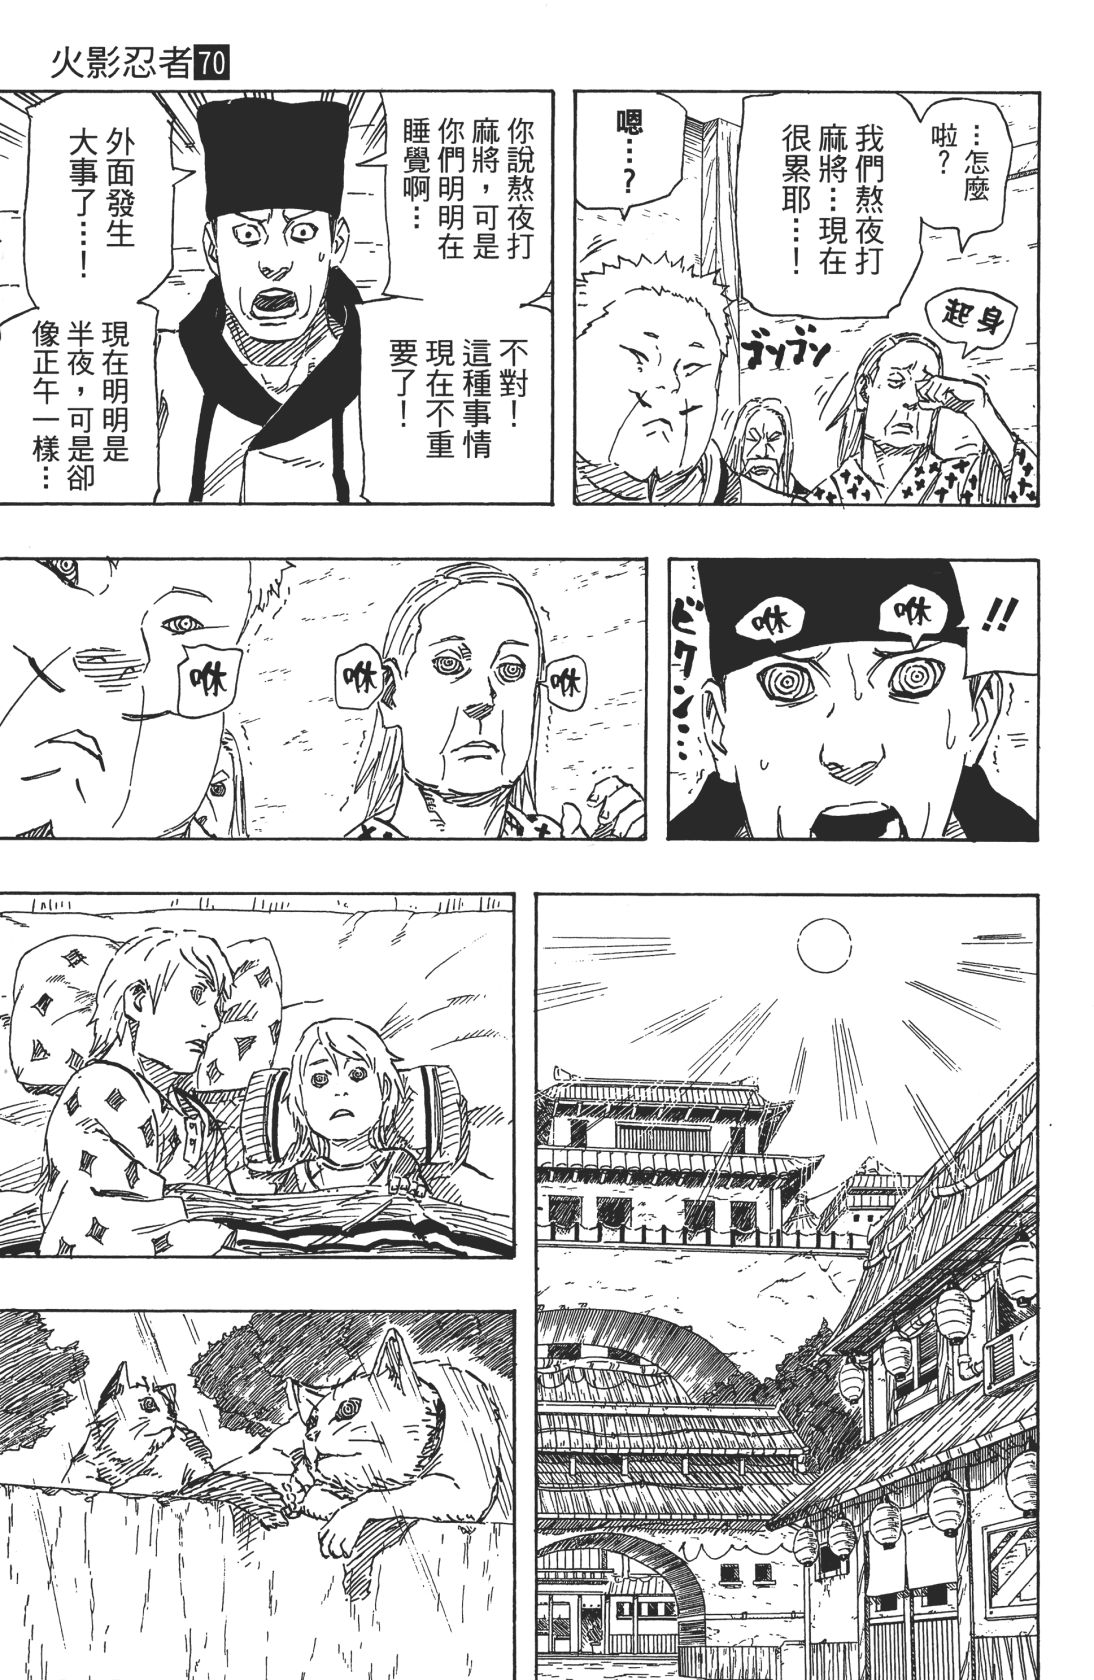 火影忍者70
…怎麼
啦?
我們熬夜打
麻將…現在
很累耶…!
嗯…?
起身
ゴソゴソ
你說熬夜打
麻將,可是
你們明明在
睡覺啊…
不對!
這種事情
現在不重
要了!
外面發生
大事了…!
現在明明是
半夜,可是卻
像正午一樣…
!!
咻
咻
ビクン…
咻
咻
咻